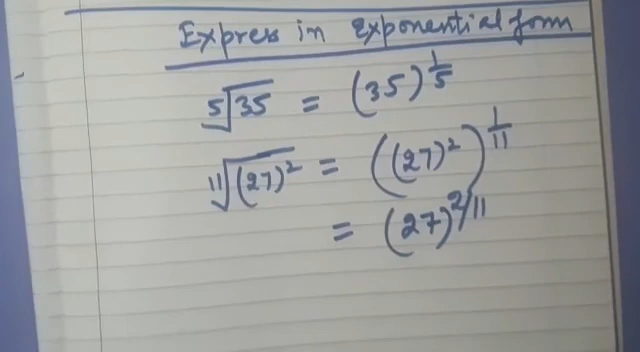 Express in exponential form
⁵√35 = (35)^(1/5)
¹¹√(27)² = ((27)²)^(1/11)
= (27)^(2/11)